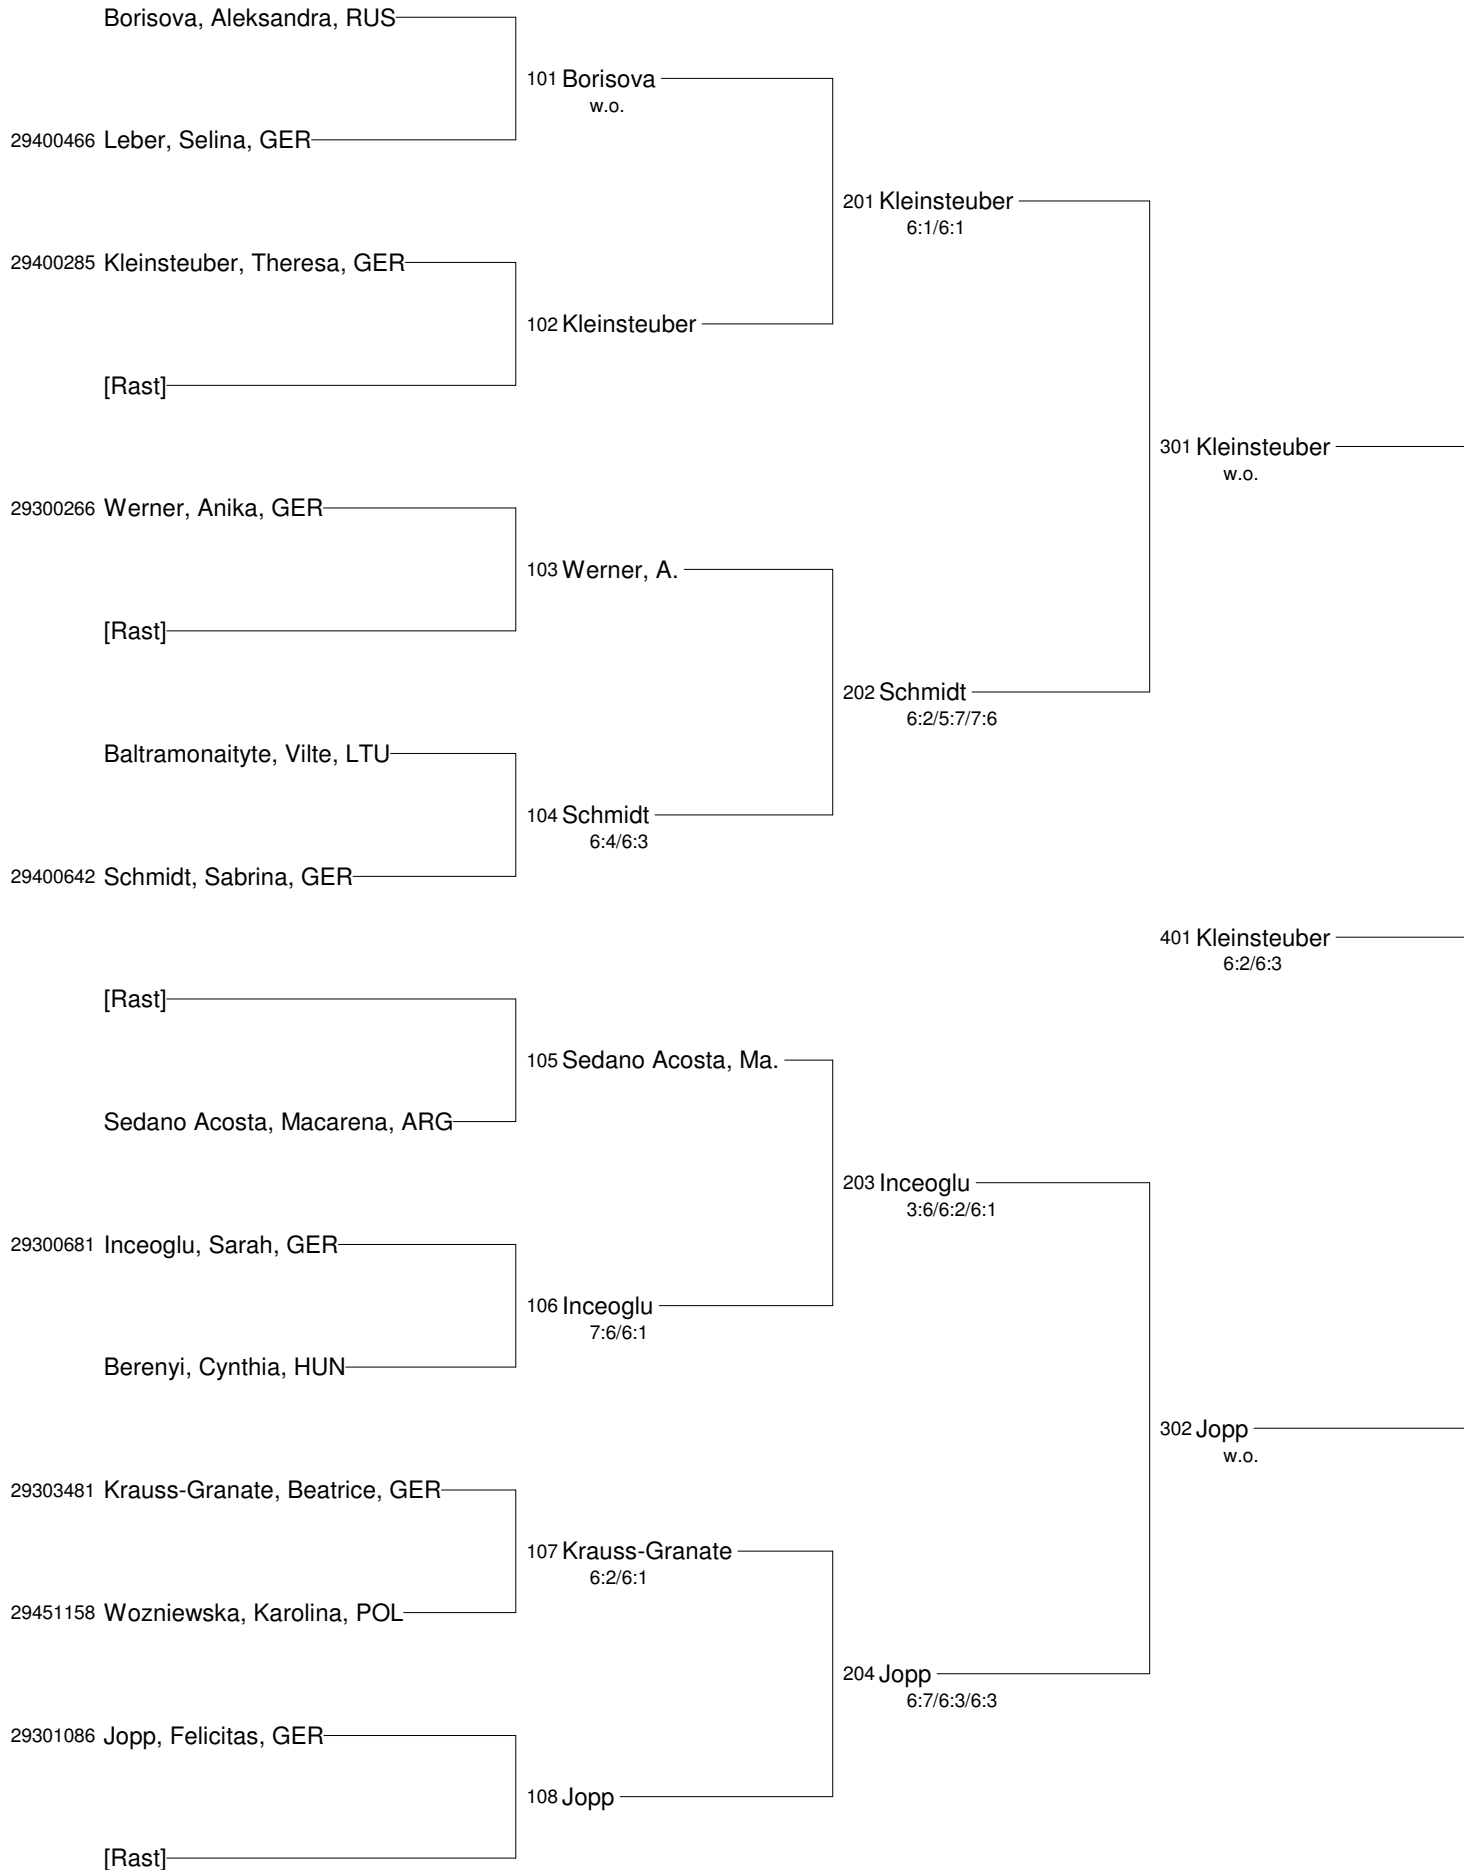 Borisova, Aleksandra, RUS
101 Borisova
w.o.
29400466 Leber, Selina, GER
201 Kleinsteuber
6:1/6:1
29400285 Kleinsteuber, Theresa, GER
102 Kleinsteuber
[Rast]
301 Kleinsteuber
w.o.
29300266 Werner, Anika, GER
103 Werner, A.
[Rast]
202 Schmidt
6:2/5:7/7:6
Baltramonaityte, Vilte, LTU
104 Schmidt
6:4/6:3
29400642 Schmidt, Sabrina, GER
401 Kleinsteuber
6:2/6:3
[Rast]
105 Sedano Acosta, Ma.
Sedano Acosta, Macarena, ARG
203 Inceoglu
3:6/6:2/6:1
29300681 Inceoglu, Sarah, GER
106 Inceoglu
7:6/6:1
Berenyi, Cynthia, HUN
302 Jopp
w.o.
29303481 Krauss-Granate, Beatrice, GER
107 Krauss-Granate
6:2/6:1
29451158 Wozniewska, Karolina, POL
204 Jopp
6:7/6:3/6:3
29301086 Jopp, Felicitas, GER
108 Jopp
[Rast]